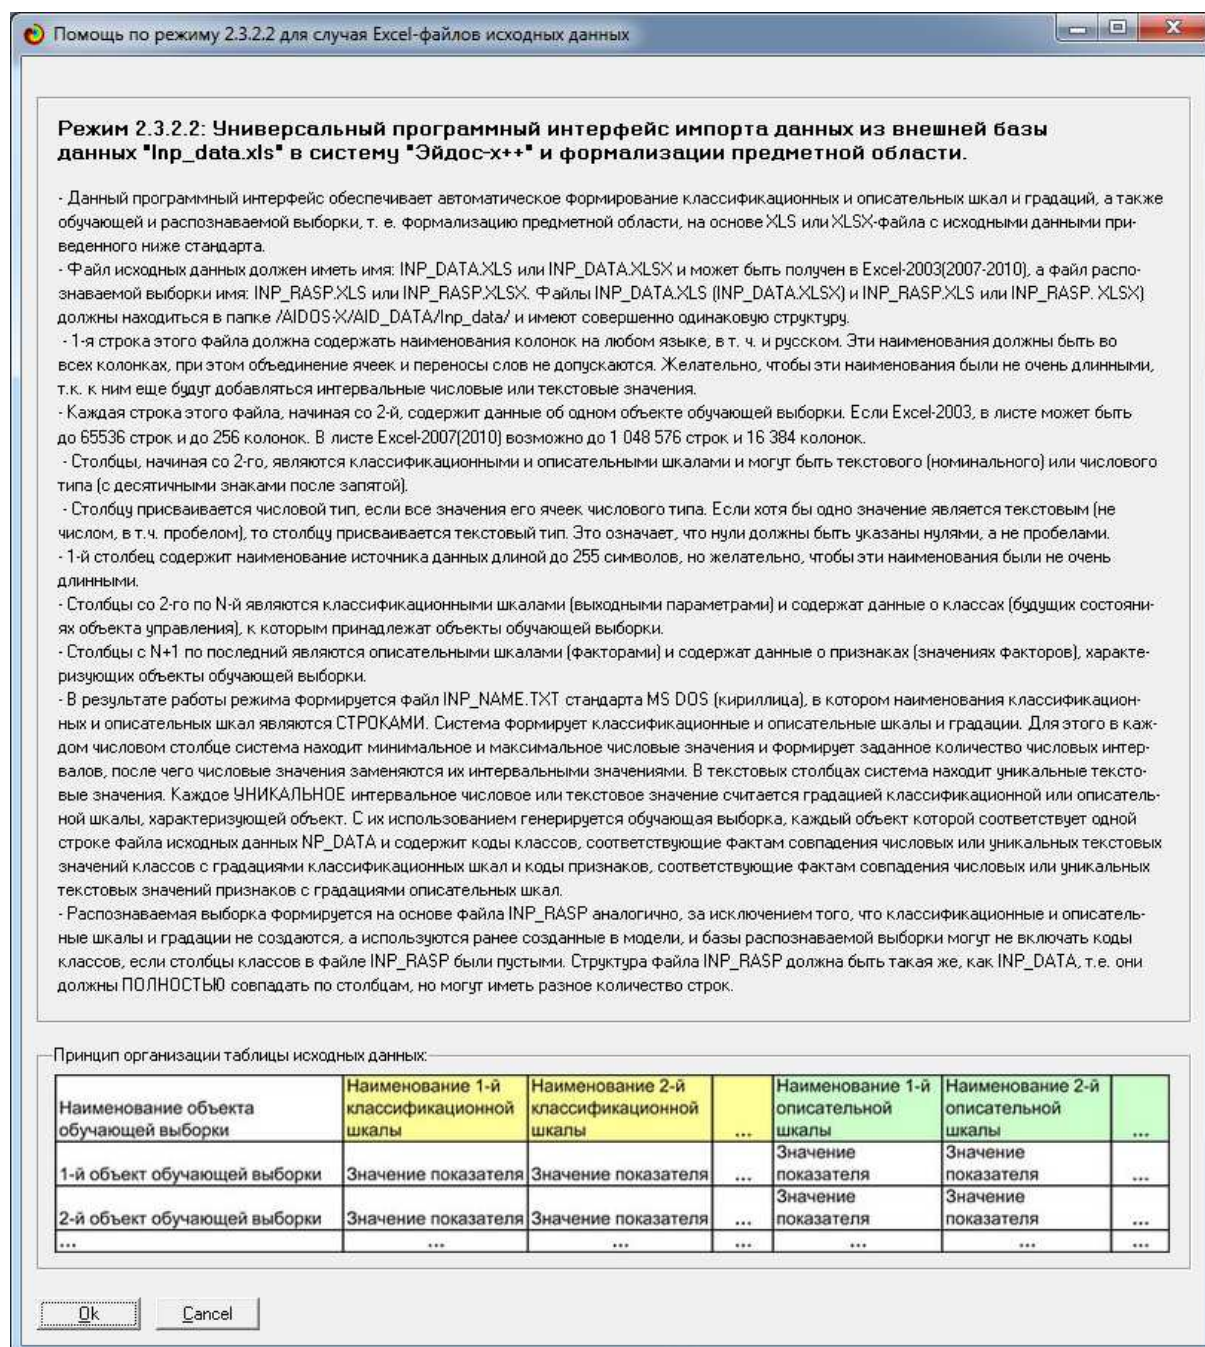 Помощь по режиму 2.3.2.2 для случая Excel-файлов исходных данных
Режим 2.3.2.2: Универсальный программный интерфейс импорта данных из внешней базы
данных "Inp_data.xls" в систему "Эйдос-x++" и формализации предметной области.
- Данный программный интерфейс обеспечивает автоматическое формирование классификационных и описательных шкал и градаций, а также
обучающей и распознаваемой выборки, т. е. формализацию предметной области, на основе XLS или XLSX-файла с исходными данными при-
веденного ниже стандарта.
- Файл исходных данных должен иметь имя: INP_DATA.XLS или INP_DATA.XLSX и может быть получен в Excel-2003(2007-2010), а файл распо-
знаваемой выборки имя: INP_RASP.XLS или INP_RASP.XLSX. Файлы INP_DATA.XLS (INP_DATA.XLSX) и INP_RASP.XLS или INP_RASP. XLSX)
должны находиться в папке /AIDOS-X/AID_DATA/Inp_data/ и имеют совершенно одинаковую структуру.
- 1-я строка этого файла должна содержать наименования колонок на любом языке, в т. ч. и русском. Эти наименования должны быть во
всех колонках, при этом объединение ячеек и переносы слов не допускаются. Желательно, чтобы эти наименования были не очень длинными,
т.к. к ним еще будут добавляться интервальные числовые или текстовые значения.
- Каждая строка этого файла, начиная со 2-й, содержит данные об одном объекте обучающей выборки. Если Excel-2003, в листе может быть
до 65536 строк и до 256 колонок. В листе Excel-2007(2010) возможно до 1 048 576 строк и 16 384 колонок.
- Столбцы, начиная со 2-го, являются классификационными и описательными шкалами и могут быть текстового (номинального) или числового
типа (с десятичными знаками после запятой).
- Столбцу присваивается числовой тип, если все значения его ячеек числового типа. Если хотя бы одно значение является текстовым (не
числом, в т.ч. пробелом), то столбцу присваивается текстовый тип. Это означает, что нули должны быть указаны нулями, а не пробелами.
- 1-й столбец содержит наименование источника данных длиной до 255 символов, но желательно, чтобы эти наименования были не очень
длинными.
- Столбцы со 2-го по N-й являются классификационными шкалами (выходными параметрами) и содержат данные о классах (будущих состояни-
ях объекта управления), к которым принадлежат объекты обучающей выборки.
- Столбцы с N+1 по последний являются описательными шкалами (факторами) и содержат данные о признаках (значениях факторов), характе-
ризующих объекты обучающей выборки.
- В результате работы режима формируется файл INP_NAME.TXT стандарта MS DOS (кириллица), в котором наименования классификацион-
ных и описательных шкал являются СТРОКАМИ. Система формирует классификационные и описательные шкалы и градации. Для этого в каж-
дом числовом столбце система находит минимальное и максимальное числовые значения и формирует заданное количество числовых интер-
валов, после чего числовые значения заменяются их интервальными значениями. В текстовых столбцах система находит уникальные тексто-
вые значения. Каждое УНИКАЛЬНОЕ интервальное числовое или текстовое значение считается градацией классификационной или описатель-
ной шкалы, характеризующей объект. С их использованием генерируется обучающая выборка, каждый объект которой соответствует одной
строке файла исходных данных NP_DATA и содержит коды классов, соответствующие фактам совпадения числовых или уникальных текстовых
значений классов с градациями классификационных шкал и коды признаков, соответствующие фактам совпадения числовых или уникальных
текстовых значений признаков с градациями описательных шкал.
- Распознаваемая выборка формируется на основе файла INP_RASP аналогично, за исключением того, что классификационные и описатель-
ные шкалы и градации не создаются, а используются ранее созданные в модели, и базы распознаваемой выборки могут не включать коды
классов, если столбцы классов в файле INP_RASP были пустыми. Структура файла INP_RASP должна быть такая же, как INP_DATA, т.е. они
должны ПОЛНОСТЬЮ совпадать по столбцам, но могут иметь разное количество строк.
Принцип организации таблицы исходных данных:
Наименование 1-й Наименование 2-й Наименование 1-й Наименование 2-й
Наименование объекта классификационной классификационной описательной описательной
обучающей выборки шкалы шкалы ... шкалы шкалы ...
Значение Значение
1-й объект обучающей выборки Значение показателя Значение показателя ... показателя показателя ...
Значение Значение
2-й объект обучающей выборки Значение показателя Значение показателя ... показателя показателя ...
... ... ... ... ... ... ...
Ok Cancel